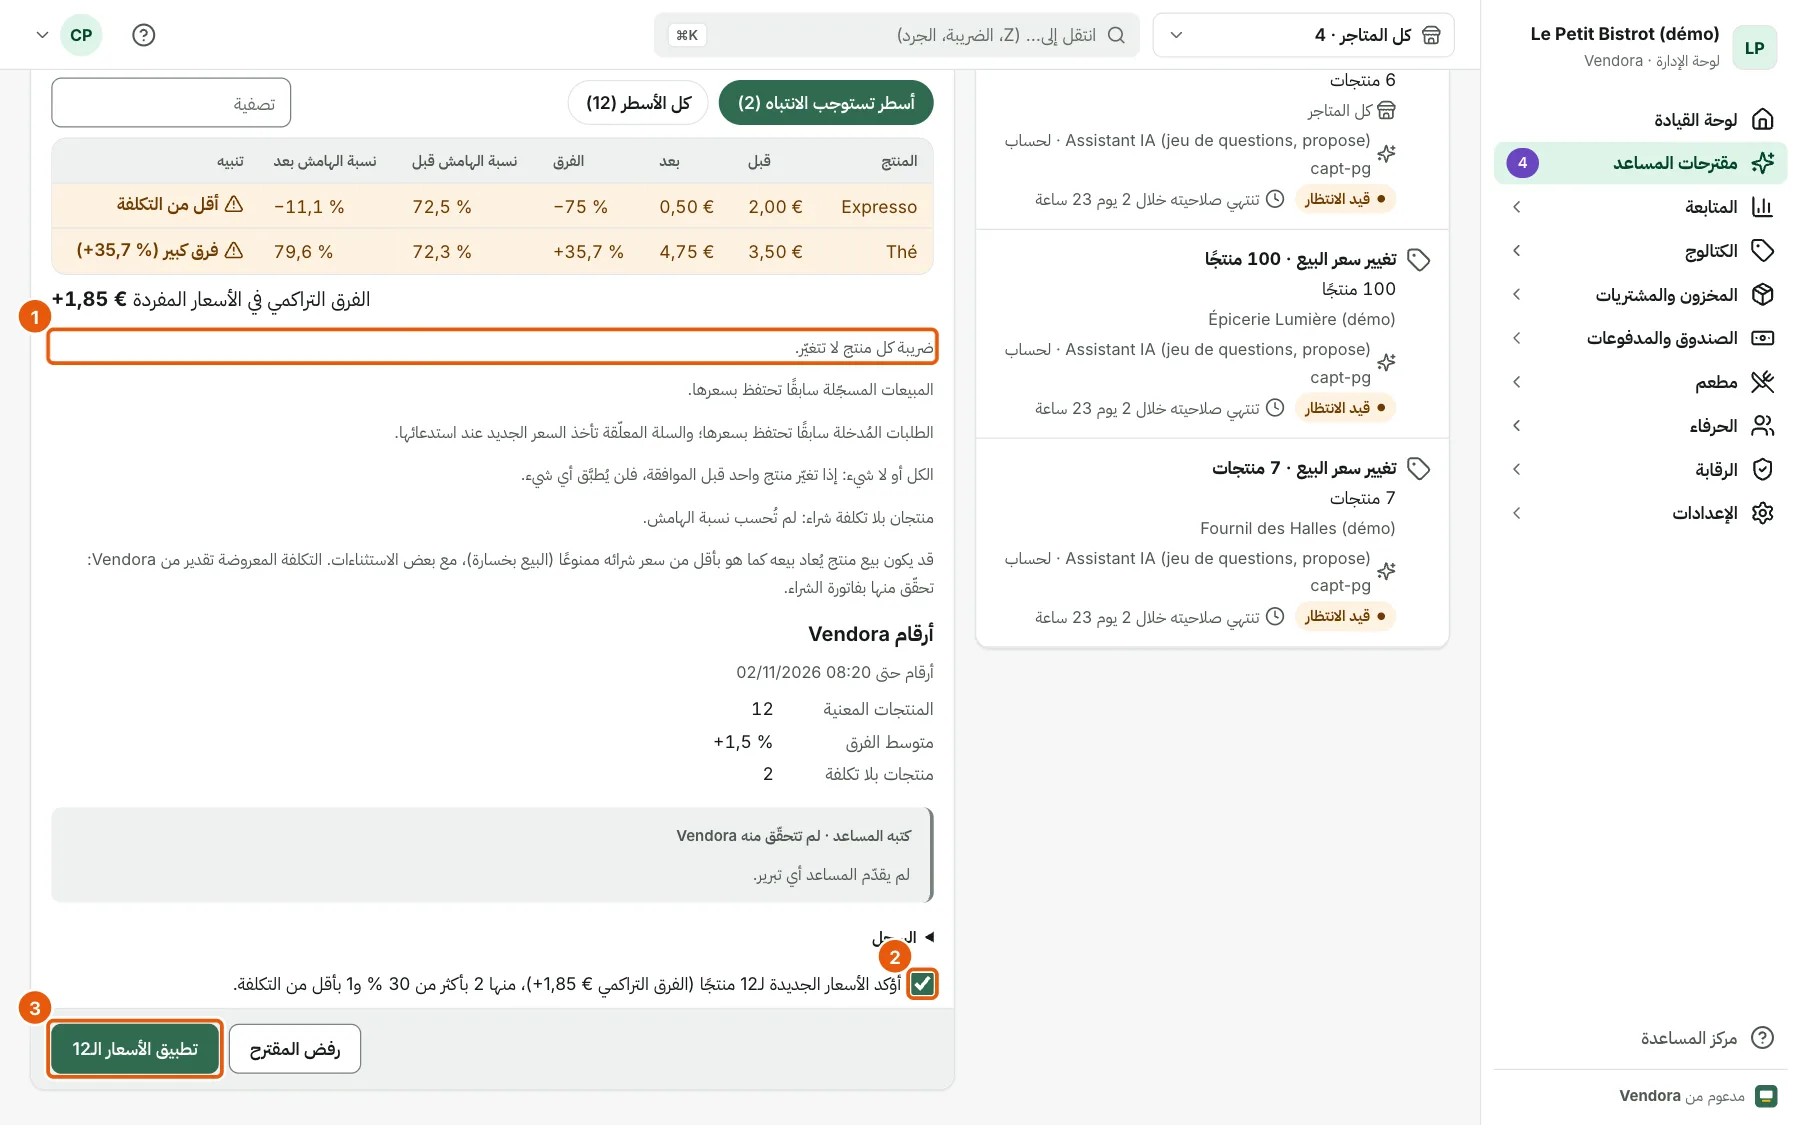 Le Petit Bistrot (démo)
لوحة الإدارة · Vendora
LP
لوحة القيادة
مقترحات المساعد
4
المتابعة
الكتالوج
المخزون والمشتريات
الصندوق والمدفوعات
مطعم
الحرفاء
الرقابة
الإعدادات
مركز المساعدة
مدعوم من Vendora
كل المتاجر · 4
انتقل إلى... (Z، الضريبة، الجرد)
⌘K
CP
6 منتجات
كل المتاجر
Assistant IA (jeu de questions, propose) · لحساب
capt-pg
قيد الانتظار
تنتهي صلاحيته خلال 2 يوم 23 ساعة
تغيير سعر البيع · 100 منتجًا
100 منتجًا
Épicerie Lumière (démo)
Assistant IA (jeu de questions, propose) · لحساب
capt-pg
قيد الانتظار
تنتهي صلاحيته خلال 2 يوم 23 ساعة
تغيير سعر البيع · 7 منتجات
7 منتجات
Fournil des Halles (démo)
Assistant IA (jeu de questions, propose) · لحساب
capt-pg
قيد الانتظار
تنتهي صلاحيته خلال 2 يوم 23 ساعة
أسطر تستوجب الانتباه (2)
كل الأسطر (12)
تصفية
المنتج قبل بعد الفرق نسبة الهامش قبل نسبة الهامش بعد تنبيه
Expresso 2,00 € 0,50 € −75 % 72,5 % −11,1 % أقل من التكلفة
Thé 3,50 € 4,75 € +35,7 % 72,3 % 79,6 % فرق كبير (+35,7 %)
الفرق التراكمي في الأسعار المفردة +1,85 €
1
ضريبة كل منتج لا تتغيّر.
المبيعات المسجّلة سابقًا تحتفظ بسعرها.
الطلبات المُدخلة سابقًا تحتفظ بسعرها؛ والسلة المعلّقة تأخذ السعر الجديد عند استدعائها.
الكل أو لا شيء: إذا تغيّر منتج واحد قبل الموافقة، فلن يُطبَّق أي شيء.
منتجان بلا تكلفة شراء: لم تُحسب نسبة الهامش.
قد يكون بيع منتج يُعاد بيعه كما هو بأقل من سعر شرائه ممنوعًا (البيع بخسارة)، مع بعض الاستثناءات. التكلفة المعروضة تقدير من Vendora:
تحقّق منها بفاتورة الشراء.
أرقام Vendora
أرقام حتى 02/11/2026 08:20
المنتجات المعنية 12
متوسط الفرق +1,5 %
منتجات بلا تكلفة 2
كتبه المساعد · لم تتحقّق منه Vendora
لم يقدّم المساعد أي تبرير.
2
أؤكد الأسعار الجديدة لـ12 منتجًا (الفرق التراكمي +1,85 €)، منها 2 بأكثر من 30 % و1 بأقل من التكلفة.
3
رفض المقترح
تطبيق الأسعار الـ12